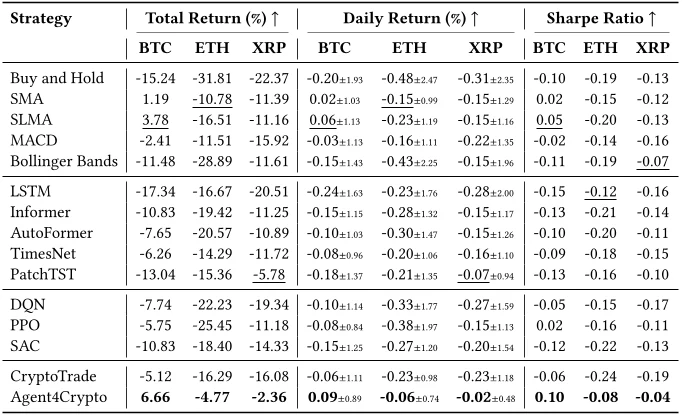 Strategy Total Return (%) ↑ Daily Return (%) ↑ Sharpe Ratio ↑
BTC ETH XRP BTC ETH XRP BTC ETH XRP
Buy and Hold -15.24 -31.81 -22.37 -0.20±1.93 -0.48±2.47 -0.31±2.35 -0.10 -0.19 -0.13
SMA 1.19 -10.78 -11.39 0.02±1.03 -0.15±0.99 -0.15±1.29 0.02 -0.15 -0.12
SLMA 3.78 -16.51 -11.16 0.06±1.13 -0.23±1.19 -0.15±1.16 0.05 -0.20 -0.13
MACD -2.41 -11.51 -15.92 -0.03±1.13 -0.16±1.11 -0.22±1.35 -0.02 -0.14 -0.16
Bollinger Bands -11.48 -28.89 -11.61 -0.15±1.43 -0.43±2.25 -0.15±1.96 -0.11 -0.19 -0.07
LSTM -17.34 -16.67 -20.51 -0.24±1.63 -0.23±1.76 -0.28±2.00 -0.15 -0.12 -0.16
Informer -10.83 -19.42 -11.25 -0.15±1.15 -0.28±1.32 -0.15±1.17 -0.13 -0.21 -0.14
AutoFormer -7.65 -20.57 -10.89 -0.10±1.03 -0.30±1.47 -0.15±1.26 -0.10 -0.20 -0.11
TimesNet -6.26 -14.29 -11.72 -0.08±0.96 -0.20±1.06 -0.16±1.10 -0.09 -0.18 -0.15
PatchTST -13.04 -15.36 -5.78 -0.18±1.37 -0.21±1.35 -0.07±0.94 -0.13 -0.16 -0.10
DQN -7.74 -22.23 -19.34 -0.10±1.14 -0.33±1.77 -0.27±1.59 -0.05 -0.15 -0.17
PPO -5.75 -25.45 -11.18 -0.08±0.84 -0.38±1.97 -0.15±1.13 0.02 -0.16 -0.11
SAC -10.83 -18.40 -14.33 -0.15±1.25 -0.27±1.20 -0.20±1.54 -0.12 -0.22 -0.13
CryptoTrade -5.12 -16.29 -16.08 -0.06±1.11 -0.23±0.98 -0.23±1.18 -0.06 -0.24 -0.19
Agent4Crypto 6.66 -4.77 -2.36 0.09±0.89 -0.06±0.74 -0.02±0.48 0.10 -0.08 -0.04